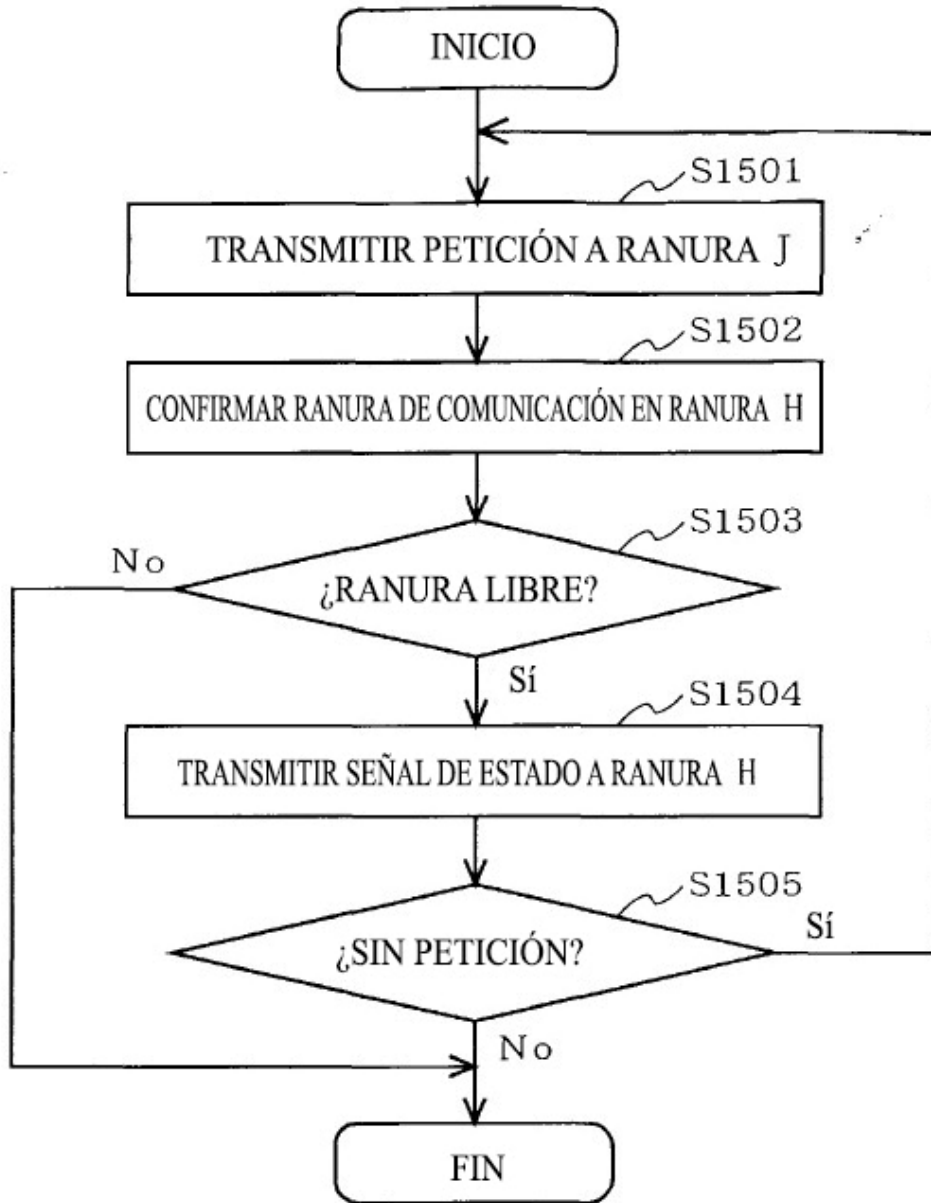 INICIO
S1501
TRANSMITIR PETICIÓN A RANURA J
S1502
CONFIRMAR RANURA DE COMUNICACIÓN EN RANURA H
S1503
No
¿RANURA LIBRE?
Sí
S1504
TRANSMITIR SEÑAL DE ESTADO A RANURA H
S1505
Sí
¿SIN PETICIÓN?
No
FIN